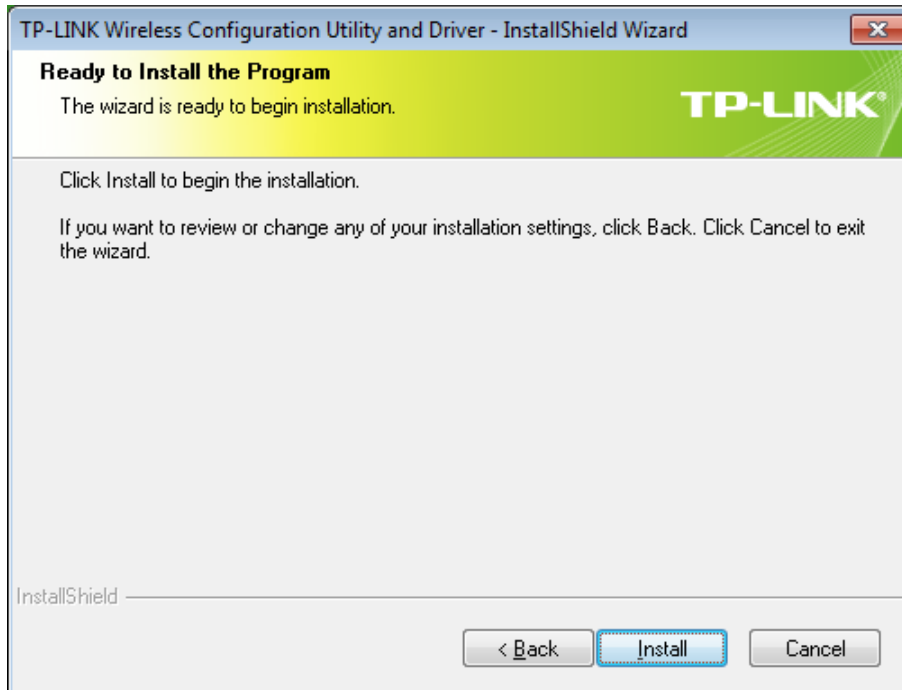 TP-LINK Wireless Configuration Utility and Driver - InstallShield Wizard
Ready to Install the Program
The wizard is ready to begin installation.
TP-LINK®
Click Install to begin the installation.
If you want to review or change any of your installation settings, click Back. Click Cancel to exit
the wizard.
InstallShield
< Back
Install
Cancel